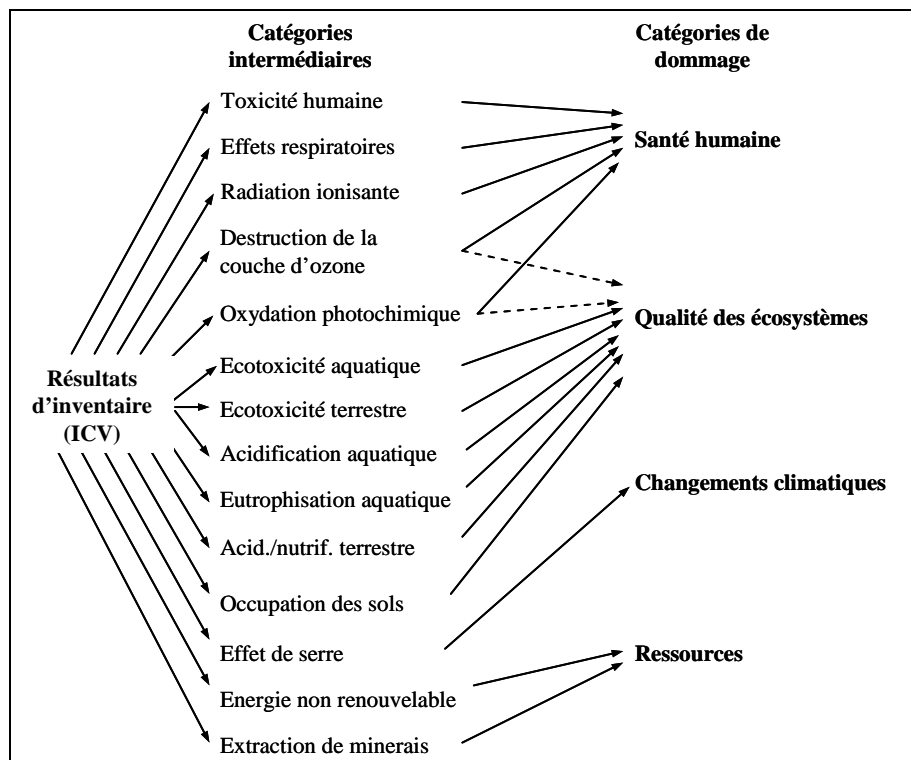 Catégories
intermédiaires
Catégories de
dommage
Toxicité humaine
Effets respiratoires
Radiation ionisante
Destruction de la
couche d'ozone
Oxydation photochimique
Ecotoxicité aquatique
Ecotoxicité terrestre
Acidification aquatique
Eutrophisation aquatique
Acid./nutrif. terrestre
Occupation des sols
Effet de serre
Energie non renouvelable
Extraction de minerais
Résultats
d'inventaire
(ICV)
Santé humaine
Qualité des écosystèmes
Changements climatiques
Ressources